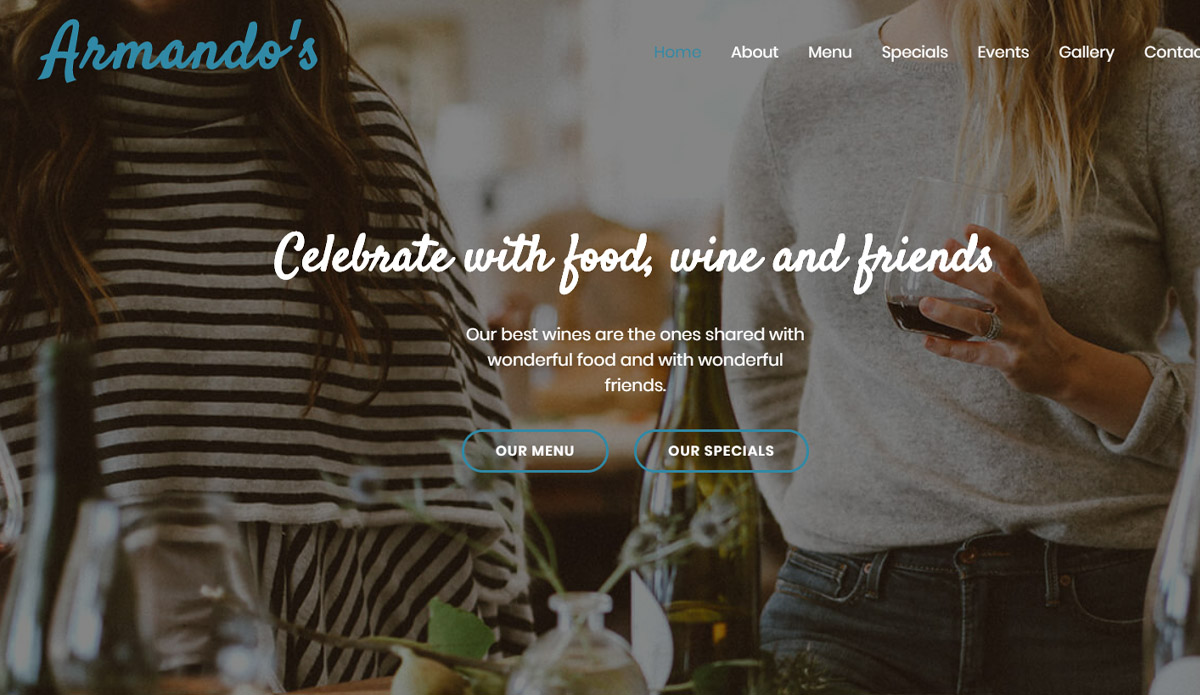 Armando's
Home About Menu Specials Events Gallery Contac
Celebrate with food, wine and friends
Our best wines are the ones shared with
wonderful food and with wonderful
friends.
OUR MENU OUR SPECIALS